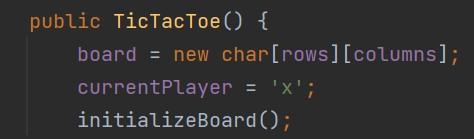 public TicTacToe() {
board = new char[rows][columns];
currentPlayer = 'x';
initializeBoard();